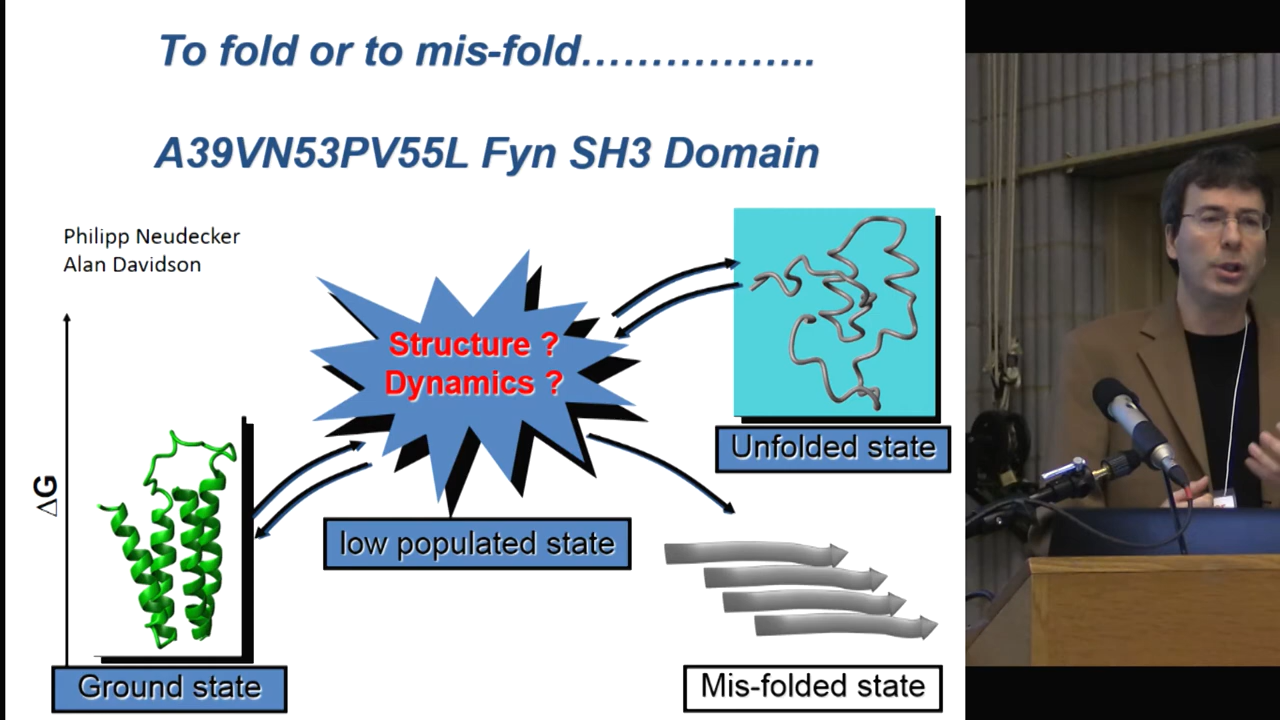 To fold or to mis-fold……………..
A39VN53PV55L Fyn SH3 Domain
Philipp Neudecker
Alan Davidson
Structure ?
Dynamics ?
Unfolded state
ΔG
low populated state
Ground state
Mis-folded state